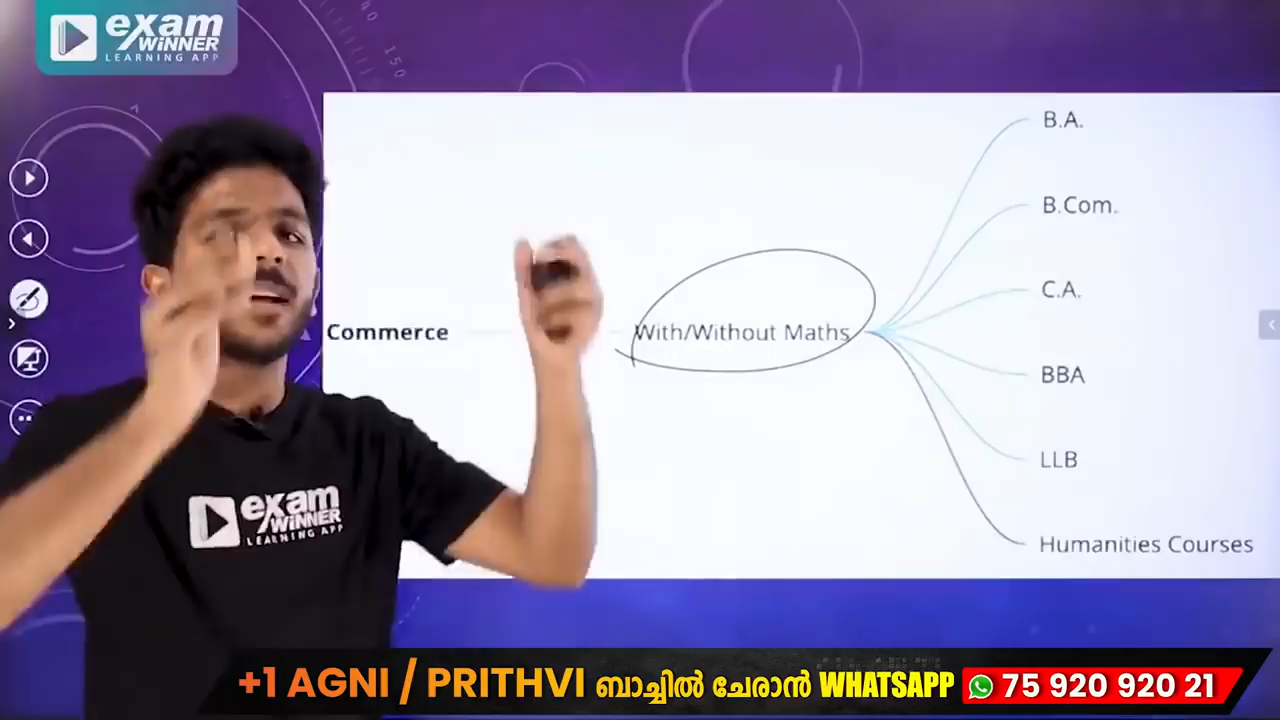 exam
WINNER
LEARNING APP
B.A.
B.Com.
C.A.
Commerce
With/Without Maths
BBA
LLB
Humanities Courses
exam
WINNER
LEARNING APP
+1 AGNI / PRITHVI ബാച്ചിൽ ചേരാൻ WHATSAPP 75 920 920 21